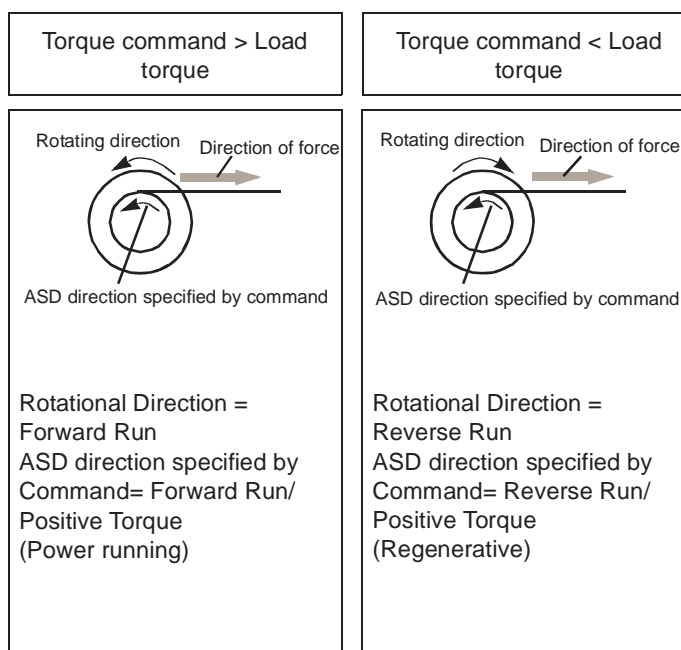 Torque command > Load
torque
Rotating direction
Direction of force
ASD direction specified by command
Rotational Direction =
Forward Run
ASD direction specified by
Command= Forward Run/
Positive Torque
(Power running)
Torque command < Load
torque
Rotating direction
Direction of force
ASD direction specified by command
Rotational Direction =
Reverse Run
ASD direction specified by
Command= Reverse Run/
Positive Torque
(Regenerative)